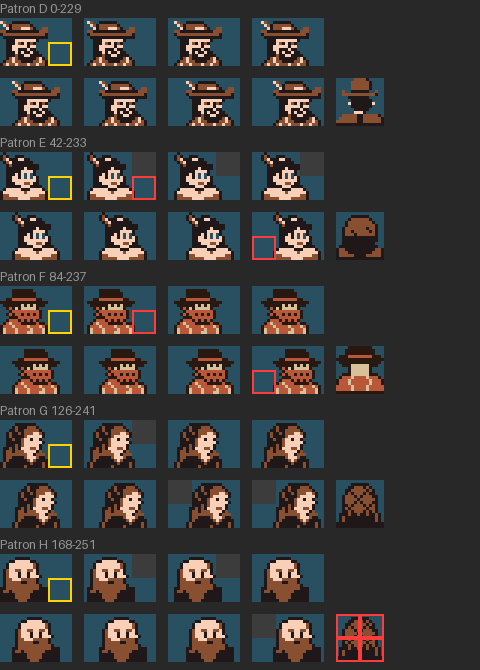 Patron D 0-229
Patron E 42-233
Patron F 84-237
Patron G 126-241
Patron H 168-251